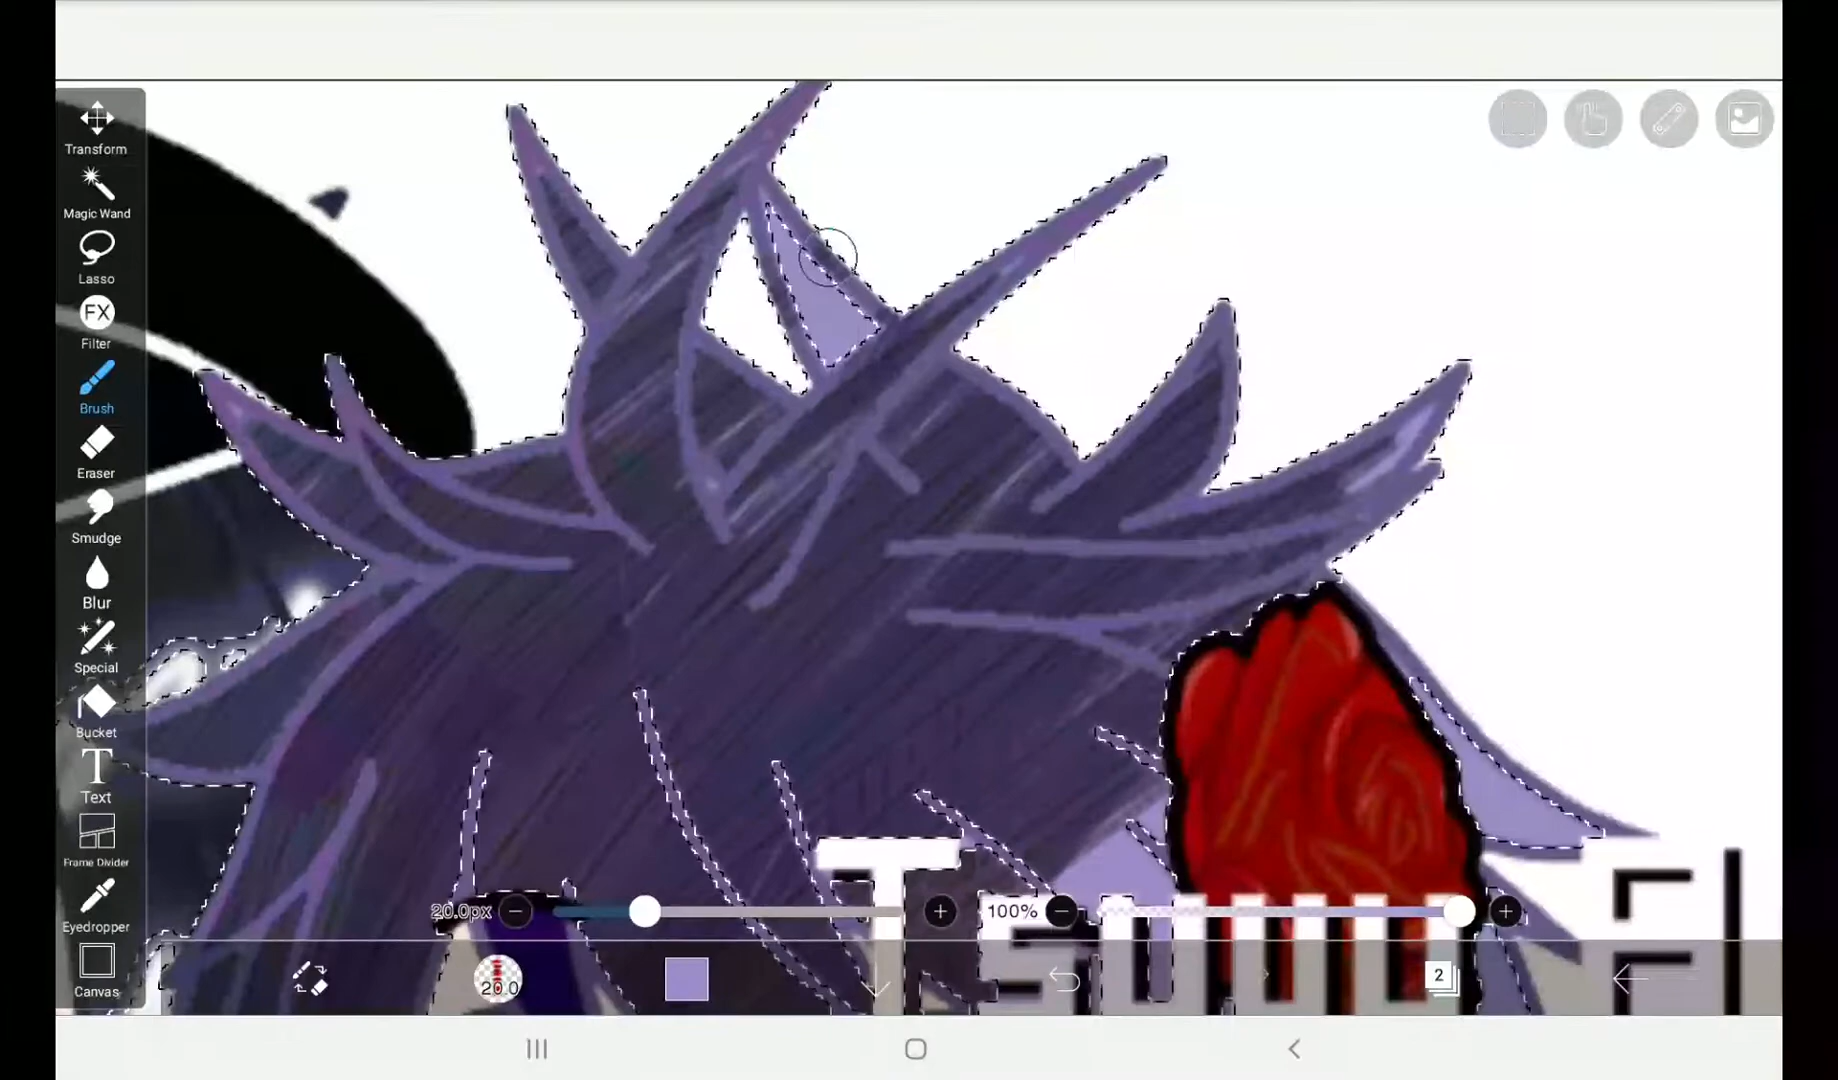 Transform
Magic Wand
Lasso
FX
Filter
Brush
Eraser
Smudge
Blur
Special
Bucket
T
Text
Frame Divider
Eyedropper
Canvas
20.0px
100%
20.0
2